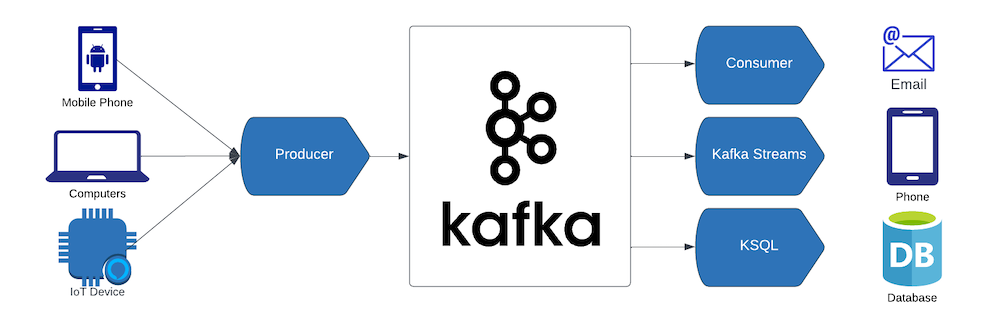 Mobile Phone
Computers
IoT Device
Producer
kafka
Consumer
Kafka Streams
KSQL
@
Email
Phone
DB
Database